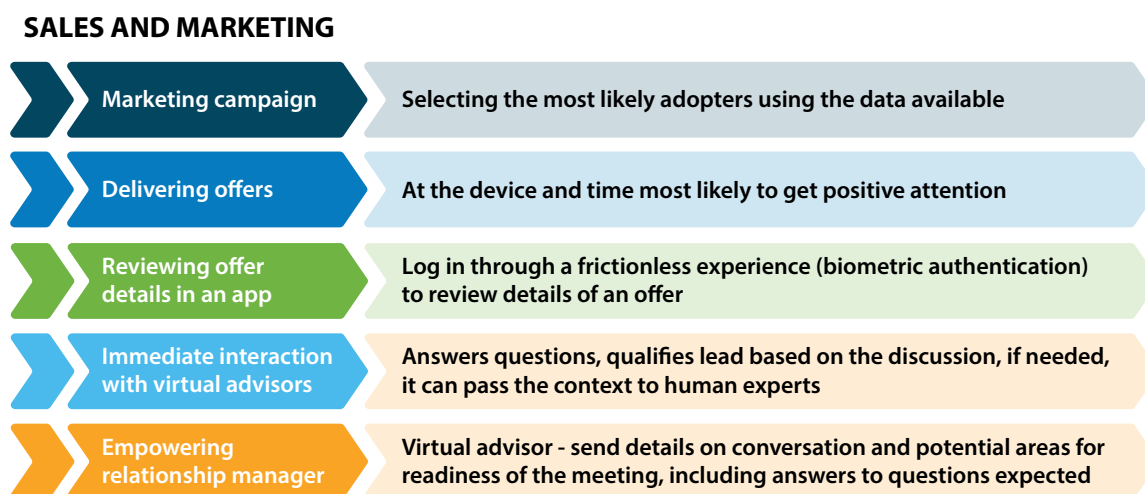 SALES AND MARKETING
Marketing campaign
Selecting the most likely adopters using the data available
Delivering offers
At the device and time most likely to get positive attention
Reviewing offer
details in an app
Log in through a frictionless experience (biometric authentication)
to review details of an offer
Immediate interaction
with virtual advisors
Answers questions, qualifies lead based on the discussion, if needed,
it can pass the context to human experts
Empowering
relationship manager
Virtual advisor - send details on conversation and potential areas for
readiness of the meeting, including answers to questions expected